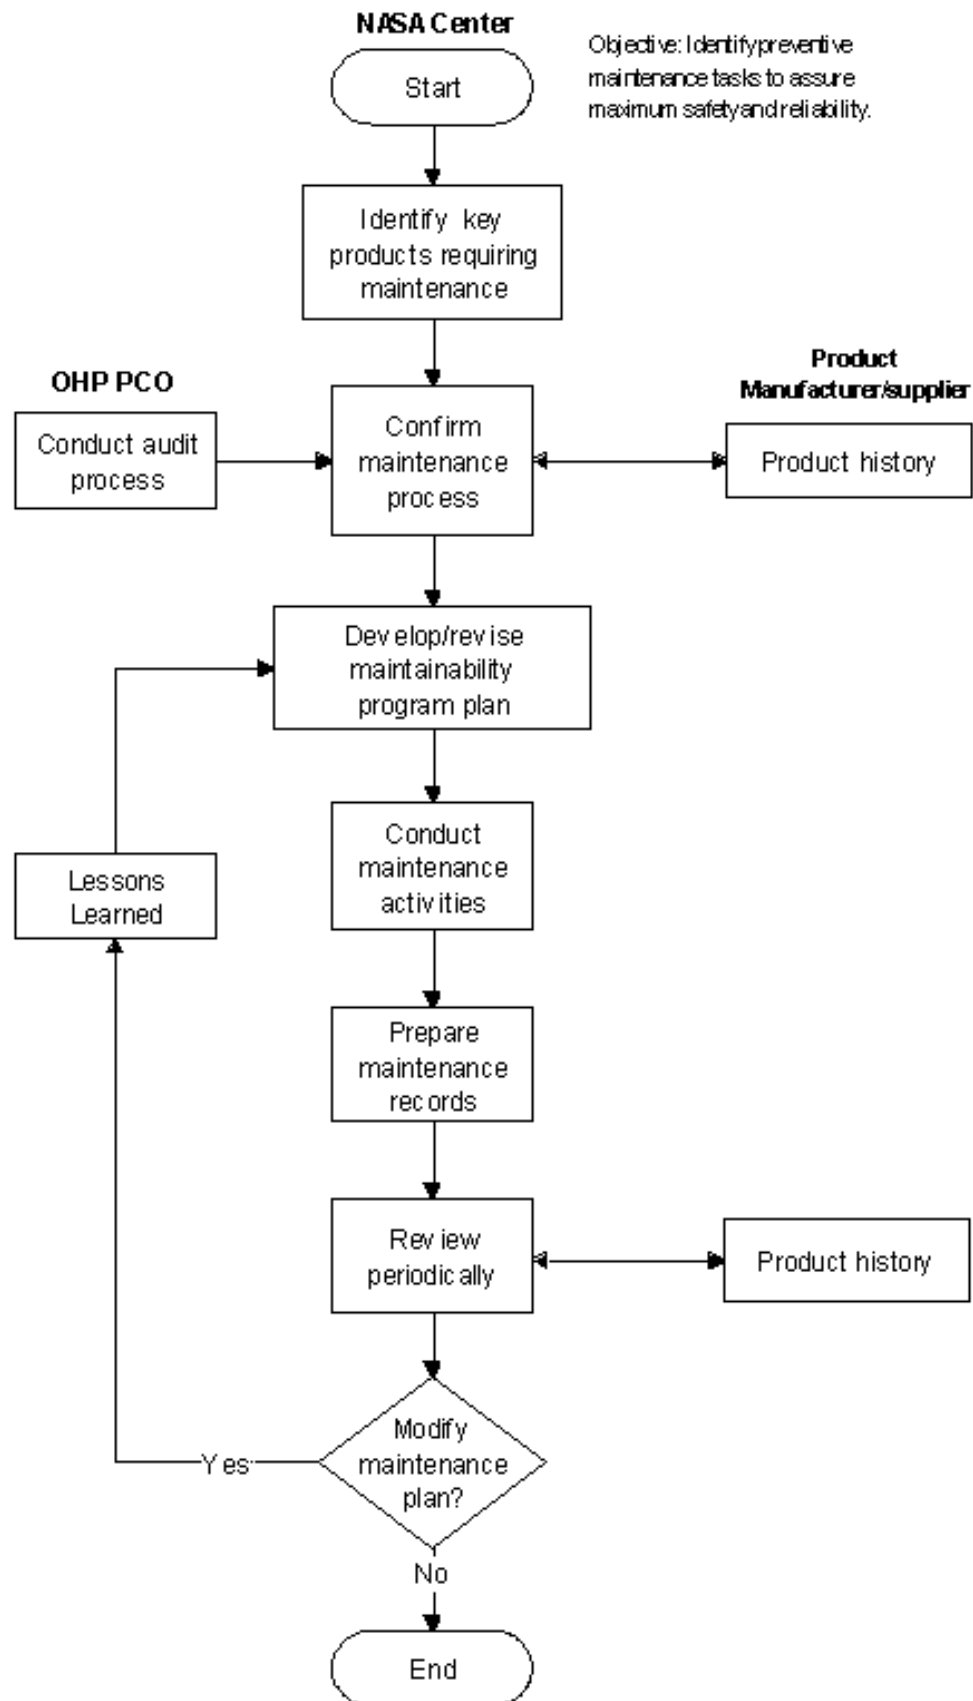 NASA Center
Objective: Identify preventive
maintenance tasks to assure
maximum safety and reliability.
Start
Identify key
products requiring
maintenance
OHP PCO
Product
Manufacturer/supplier
Conduct audit
process
Confirm
maintenance
process
Product history
Develop/revise
maintainability
program plan
Conduct
maintenance
activities
Lessons
Learned
Prepare
maintenance
records
Review
periodically
Product history
Modify
maintenance
plan?
Yes
No
End